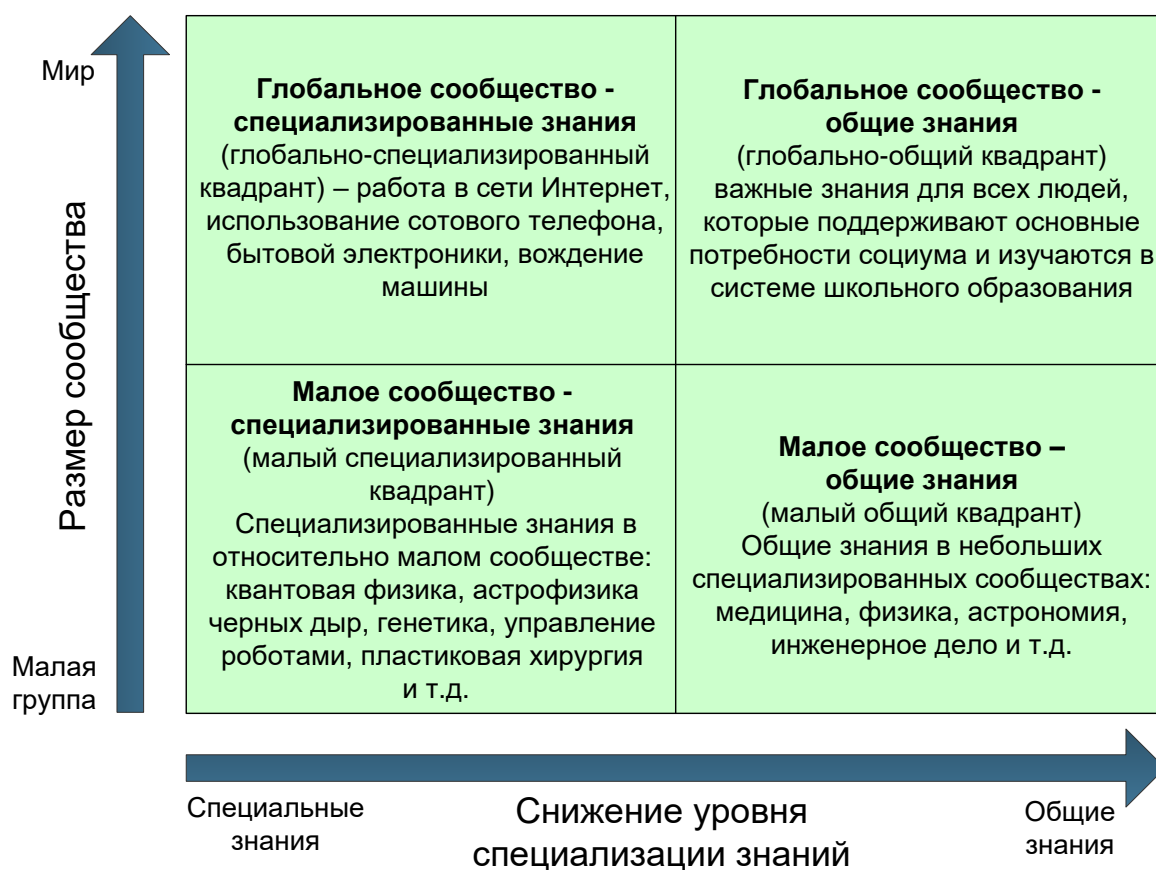 Мир
Размер сообщества
Малая
группа
Глобальное сообщество -
специализированные знания
(глобально-специализированный
квадрант) – работа в сети Интернет,
использование сотового телефона,
бытовой электроники, вождение
машины
Глобальное сообщество -
общие знания
(глобально-общий квадрант)
важные знания для всех людей,
которые поддерживают основные
потребности социума и изучаются в
системе школьного образования
Малое сообщество -
специализированные знания
(малый специализированный
квадрант)
Специализированные знания в
относительно малом сообществе:
квантовая физика, астрофизика
черных дыр, генетика, управление
роботами, пластиковая хирургия
и т.д.
Малое сообщество –
общие знания
(малый общий квадрант)
Общие знания в небольших
специализированных сообществах:
медицина, физика, астрономия,
инженерное дело и т.д.
Специальные
знания
Снижение уровня
специализации знаний
Общие
знания